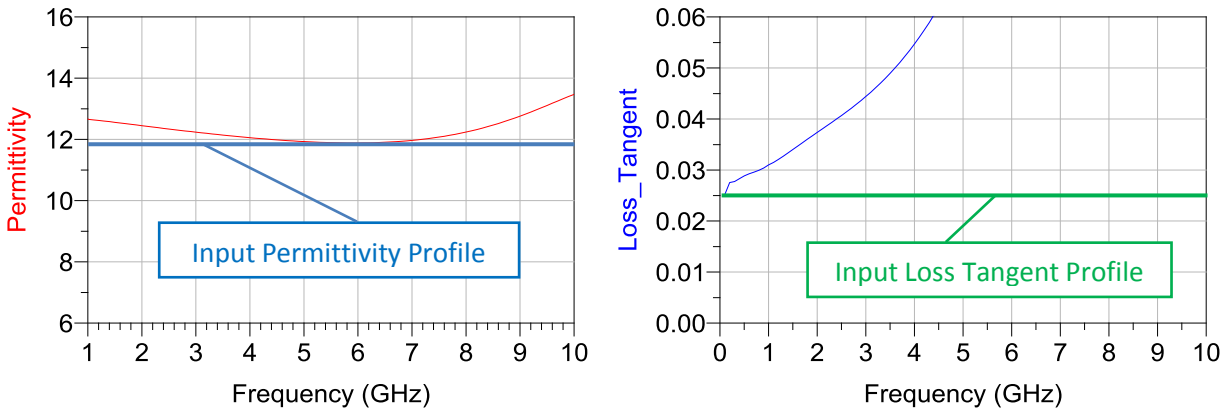 16
14
12
10
8
6
Permittivity
Input Permittivity Profile
1 2 3 4 5 6 7 8 9 10
Frequency (GHz)
0.06
0.05
0.04
0.03
0.02
0.01
0.00
Loss_Tangent
Input Loss Tangent Profile
0 1 2 3 4 5 6 7 8 9 10
Frequency (GHz)